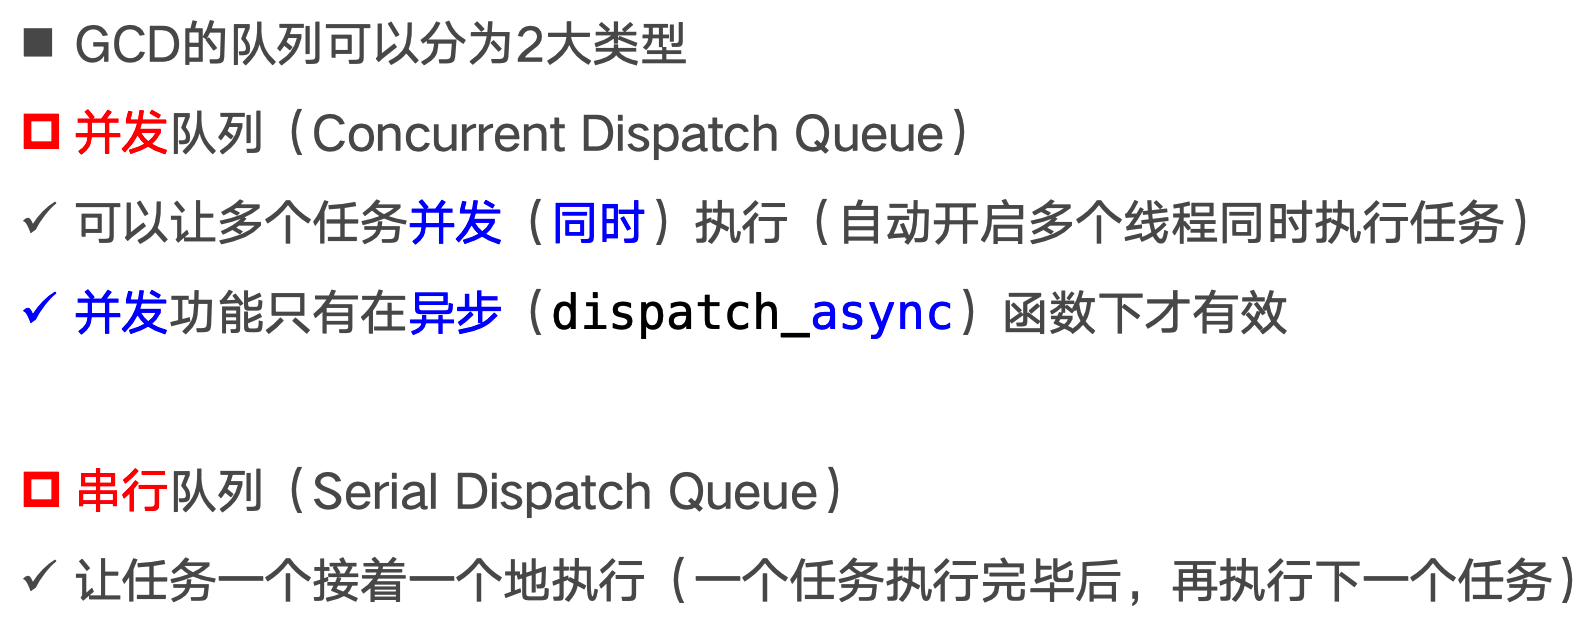 GCD的队列可以分为2大类型
并发队列（Concurrent Dispatch Queue）
可以让多个任务并发（同时）执行（自动开启多个线程同时执行任务）
并发功能只有在异步（dispatch_async）函数下才有效
串行队列（Serial Dispatch Queue）
让任务一个接着一个地执行（一个任务执行完毕后，再执行下一个任务）